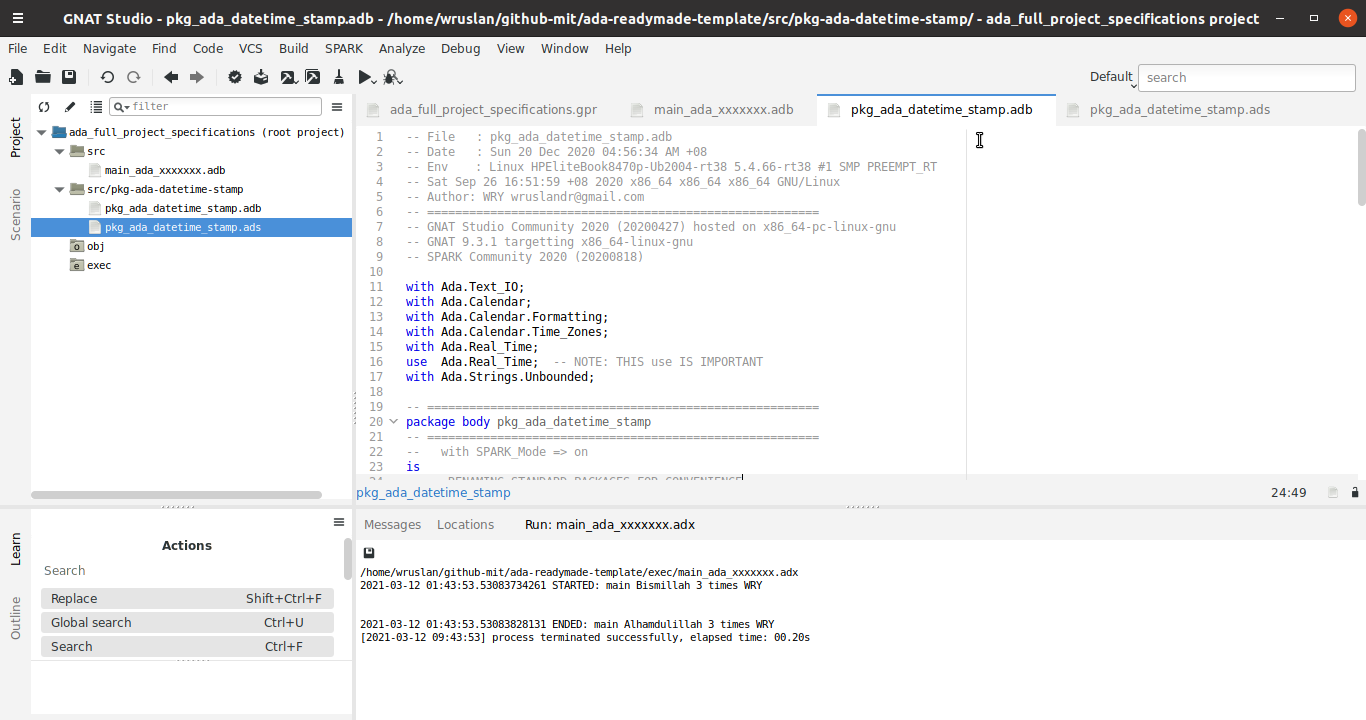 GNAT Studio - pkg_ada_datetime_stamp.adb - /home/wruslan/github-mit/ada-readymade-template/src/pkg-ada-datetime-stamp/ - ada_full_project_specifications project
File Edit Navigate Find Code VCS Build SPARK Analyze Debug View Window Help
Default
search
Project
Scenario
filter
ada_full_project_specifications (root project)
src
main_ada_xxxxxxx.adb
src/pkg-ada-datetime-stamp
pkg_ada_datetime_stamp.adb
pkg_ada_datetime_stamp.ads
obj
exec
ada_full_project_specifications.gpr main_ada_xxxxxxx.adb pkg_ada_datetime_stamp.adb pkg_ada_datetime_stamp.ads
1 -- File   : pkg_ada_datetime_stamp.adb
2 -- Date   : Sun 20 Dec 2020 04:56:34 AM +08
3 -- Env    : Linux HPEliteBook8470p-Ub2004-rt38 5.4.66-rt38 #1 SMP PREEMPT_RT
4 -- Sat Sep 26 16:51:59 +08 2020 x86_64 x86_64 x86_64 GNU/Linux
5 -- Author: WRY wruslandr@gmail.com
6 -- ========================================================
7 -- GNAT Studio Community 2020 (20200427) hosted on x86_64-pc-linux-gnu
8 -- GNAT 9.3.1 targetting x86_64-linux-gnu
9 -- SPARK Community 2020 (20200818)
10
11 with Ada.Text_IO;
12 with Ada.Calendar;
13 with Ada.Calendar.Formatting;
14 with Ada.Calendar.Time_Zones;
15 with Ada.Real_Time;
16 use  Ada.Real_Time;  -- NOTE: THIS use IS IMPORTANT
17 with Ada.Strings.Unbounded;
18
19 -- ========================================================
20 package body pkg_ada_datetime_stamp
21 -- ========================================================
22 --   with SPARK_Mode => on
23 is
24 -- RENAMING STANDARD PACKAGES FOR CONVENIENCE
pkg_ada_datetime_stamp
24:49
Learn
Outline
Actions
Search
Replace Shift+Ctrl+F
Global search Ctrl+U
Search Ctrl+F
Messages Locations Run: main_ada_xxxxxxx.adx
/home/wruslan/github-mit/ada-readymade-template/exec/main_ada_xxxxxxx.adx
2021-03-12 01:43:53.53083734261 STARTED: main Bismillah 3 times WRY
2021-03-12 01:43:53.53083828131 ENDED: main Alhamdulillah 3 times WRY
[2021-03-12 09:43:53] process terminated successfully, elapsed time: 00.20s